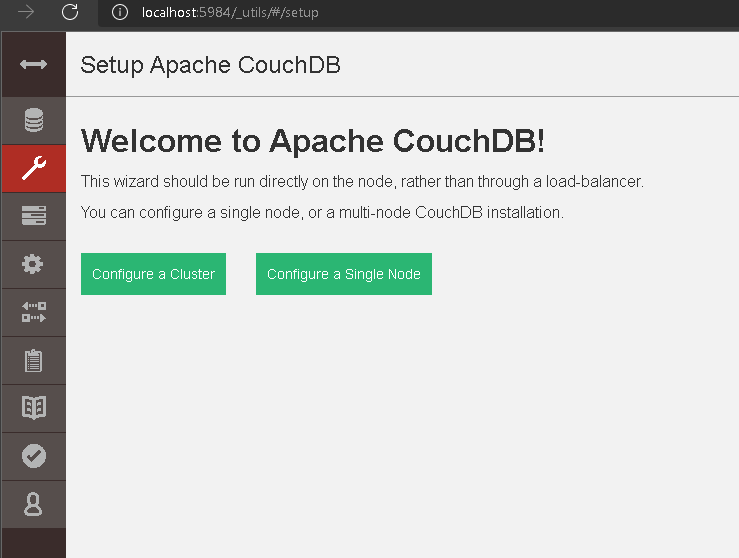 localhost:5984/_utils/#/setup
Setup Apache CouchDB
Welcome to Apache CouchDB!
This wizard should be run directly on the node, rather than through a load-balancer.
You can configure a single node, or a multi-node CouchDB installation.
Configure a Cluster
Configure a Single Node